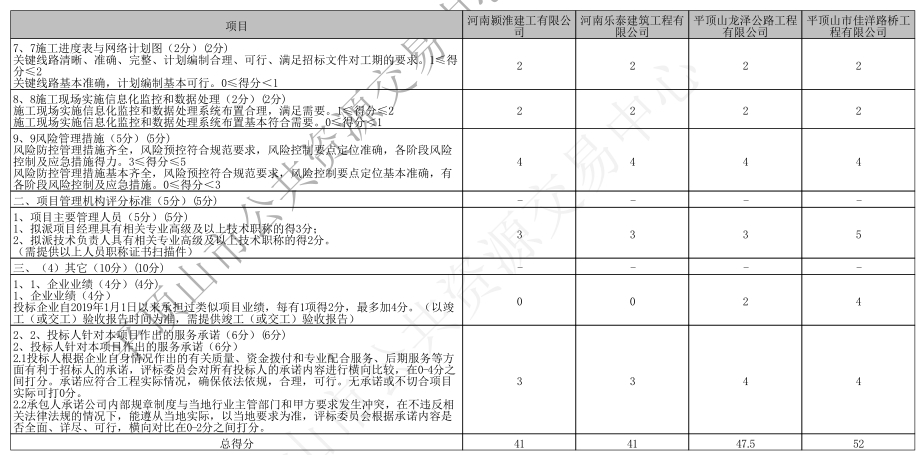 项目 河南颍淮建工有限公司 河南乐泰建筑工程有限公司 平顶山龙泽公路工程有限公司 平顶山市佳洋路桥工程有限公司
7、7施工进度表与网络计划图（2分）(2分)
关键线路清晰、准确、完整、计划编制合理、可行、满足招标文件对工期的要求。1≤得
分≤2
关键线路基本准确，计划编制基本可行。0≤得分<1
2 2 2 2
8、8施工现场实施信息化监控和数据处理（2分）(2分)
施工现场实施信息化监控和数据处理系统布置合理，满足需要。1≤得分≤2
施工现场实施信息化监控和数据处理系统布置基本符合需要。0≤得分≤1
2 2 2 2
9、9风险管理措施（5分）(5分)
风险防控管理措施齐全，风险预控符合规范要求，风险控制要点定位准确，各阶段风险
控制及应急措施得力。3≤得分≤5
风险防控管理措施基本齐全，风险预控符合规范要求，风险控制要点定位基本准确，有
各阶段风险控制及应急措施。0≤得分<3
4 4 4 4
二、项目管理机构评分标准（5分）(5分) - - - -
1、项目主要管理人员（5分）(5分)
1、拟派项目经理具有相关专业高级及以上技术职称的得3分；
2、拟派技术负责人具有相关专业高级及以上技术职称的得2分。
（需提供以上人员职称证书扫描件）
3 3 3 5
三、（4）其它（10分）(10分) - - - -
1、1、企业业绩（4分）(4分)
1、企业业绩（4分）
投标企业自2019年1月1日以来承担过类似项目业绩，每有1项得2分，最多加4分。（以竣
工（或交工）验收报告时间为准，需提供竣工（或交工）验收报告）
0 0 2 4
2、2、投标人针对本项目作出的服务承诺（6分）(6分)
2、投标人针对本项目作出的服务承诺（6分）
2.1投标人根据企业自身情况作出的有关质量、资金拨付和专业配合服务、后期服务等方
面有利于招标人的承诺，评标委员会对所有投标人的承诺内容进行横向比较，在0-4分之
间打分。承诺应符合工程实际情况，确保依法依规，合理，可行。无承诺或不切合项目
实际可打0分。
2.2承包人承诺公司内部规章制度与当地行业主管部门和甲方要求发生冲突，在不违反相
关法律法规的情况下，能遵从当地实际，以当地要求为准，评标委员会根据承诺内容是
否全面、详尽、可行，横向对比在0-2分之间打分。
3 3 4 4
总得分 41 41 47.5 52
平顶山市公共资源交易中心
平顶山市公共资源交易中心